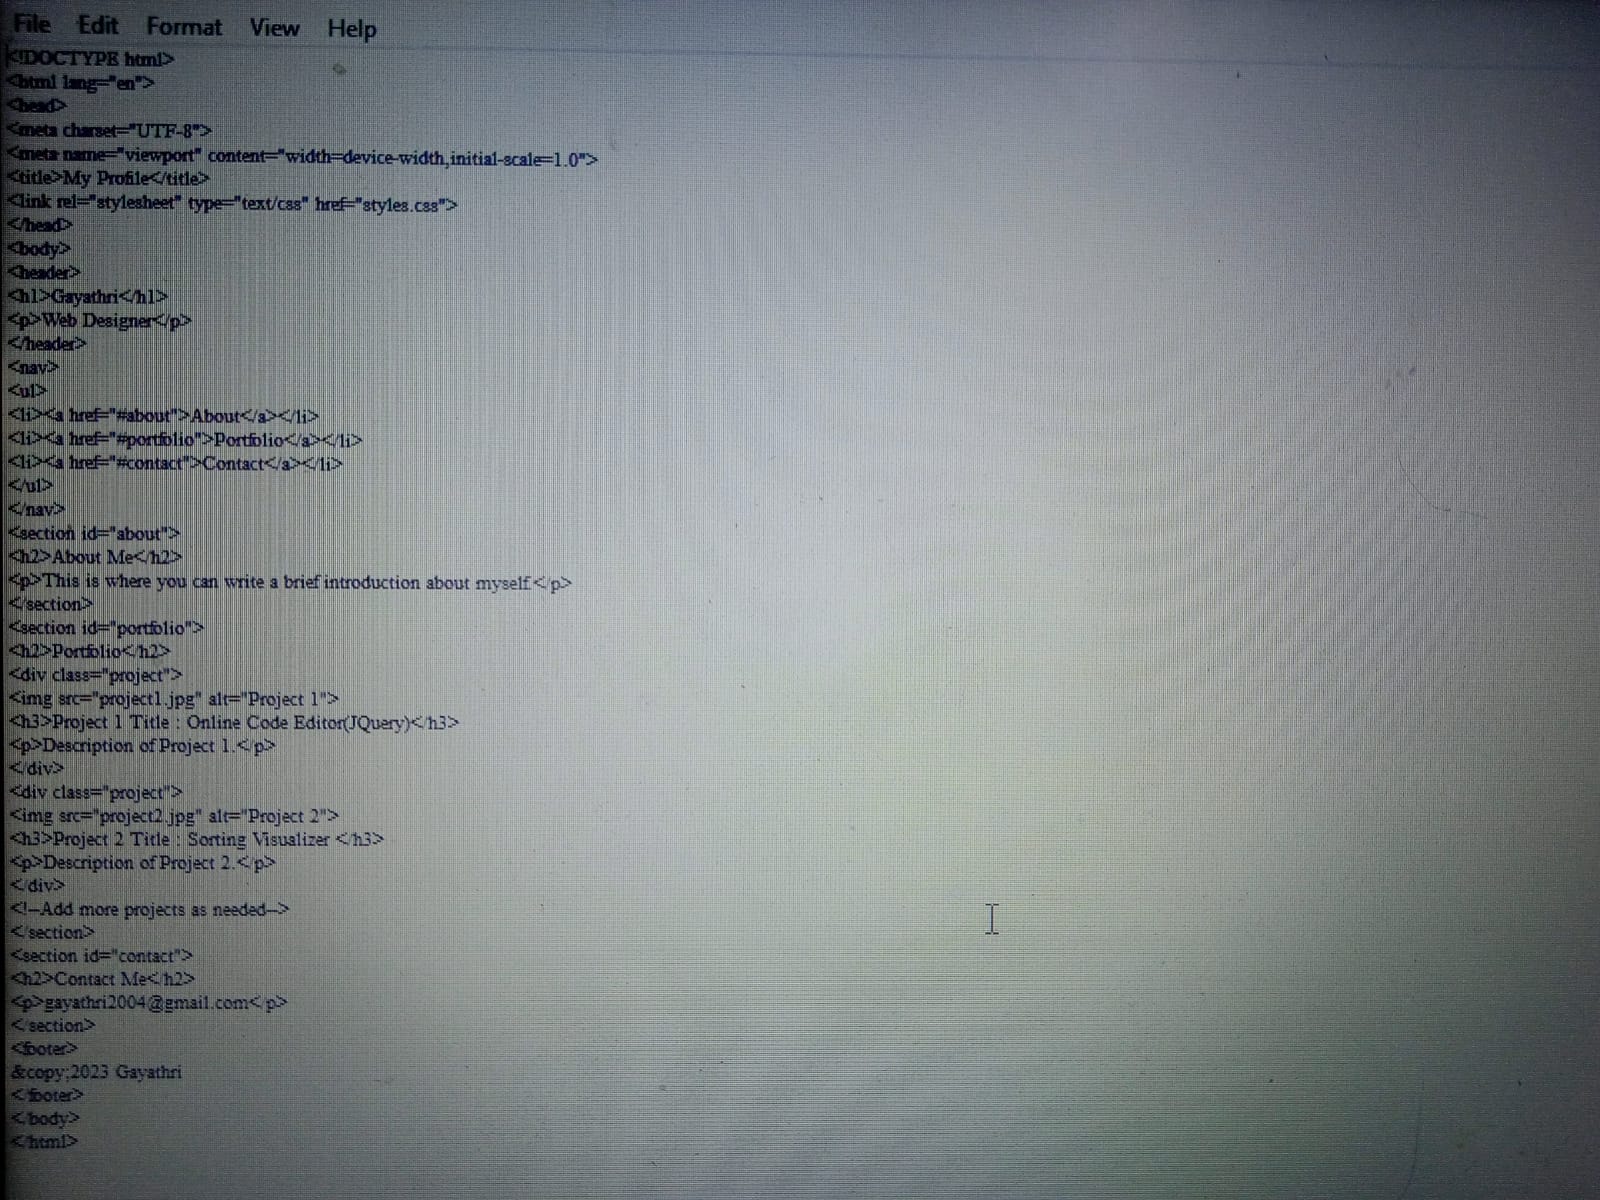 File Edit Format View Help
<!DOCTYPE html>
<html lang="en">
<head>
<meta charset="UTF-8">
<meta name="viewport" content="width=device-width,initial-scale=1.0">
<title>My Profile</title>
<link rel="stylesheet" type="text/css" href="styles.css">
</head>
<body>
<header>
<h1>Gayathri</h1>
<p>Web Designer</p>
</header>
<nav>
<ul>
<li><a href="#about">About</a></li>
<li><a href="#portfolio">Portfolio</a></li>
<li><a href="#contact">Contact</a></li>
</ul>
</nav>
<section id="about">
<h2>About Me</h2>
<p>This is where you can write a brief introduction about myself.</p>
</section>
<section id="portfolio">
<h2>Portfolio</h2>
<div class="project">
<img src="project1.jpg" alt="Project 1">
<h3>Project 1 Title : Online Code Editor(JQuery)</h3>
<p>Description of Project 1.</p>
</div>
<div class="project">
<img src="project2.jpg" alt="Project 2">
<h3>Project 2 Title : Sorting Visualizer </h3>
<p>Description of Project 2.</p>
</div>
<!--Add more projects as needed-->
</section>
<section id="contact">
<h2>Contact Me</h2>
<p>gayathri2004@gmail.com</p>
</section>
<footer>
&copy;2023 Gayathri
</footer>
</body>
</html>